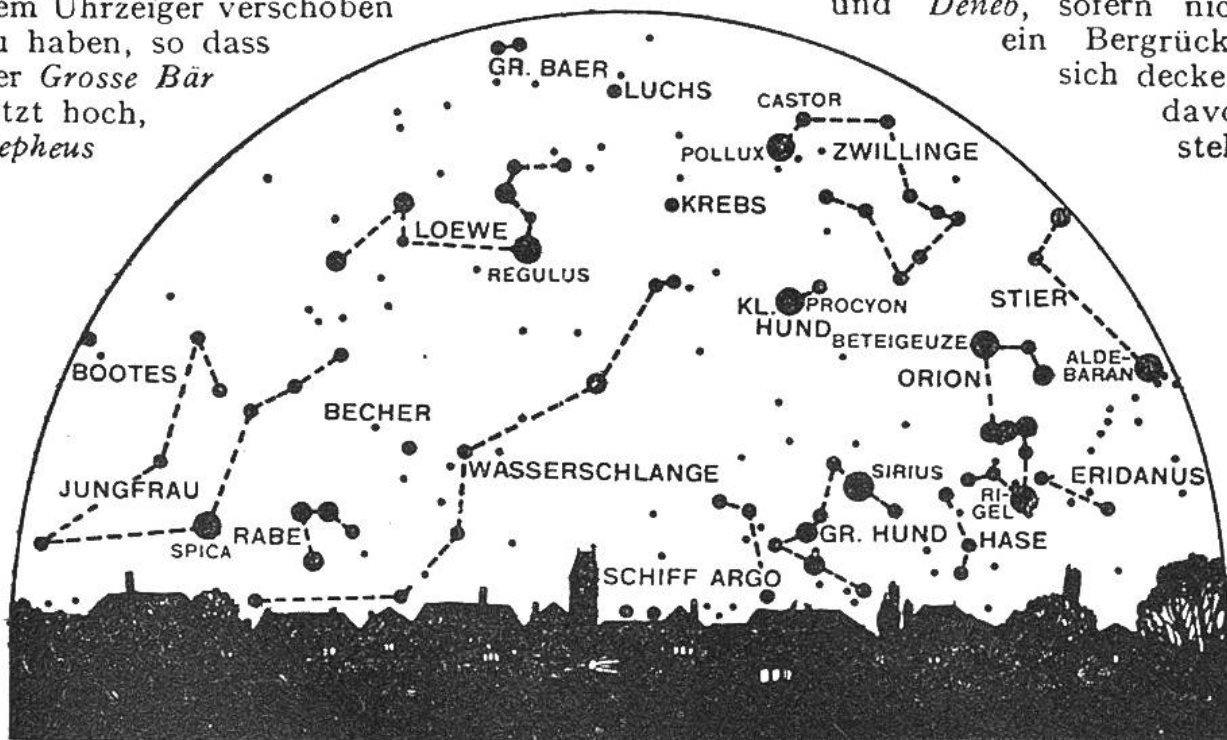 em Uhrzeiger verschoben
u haben, so dass
er Grosse Bär
tzt hoch,
epheus
und Deneb, sofern nic
ein Bergrück
sich decke
davo
stel
GR. BAER
LUCHS
CASTOR
POLLUX
ZWILLINGE
KREBS
LOEWE
REGULUS
KL. PROCYON
HUND
STIER
BETEIGEUZE
ALDE-
BARAN
ORION
BOOTES
BECHER
WASSERSCHLANGE
SIRIUS
ERIDANUS
JUNGFRAU
RI-
GEL
SPICA
RABE
GR. HUND
HASE
SCHIFF ARGO